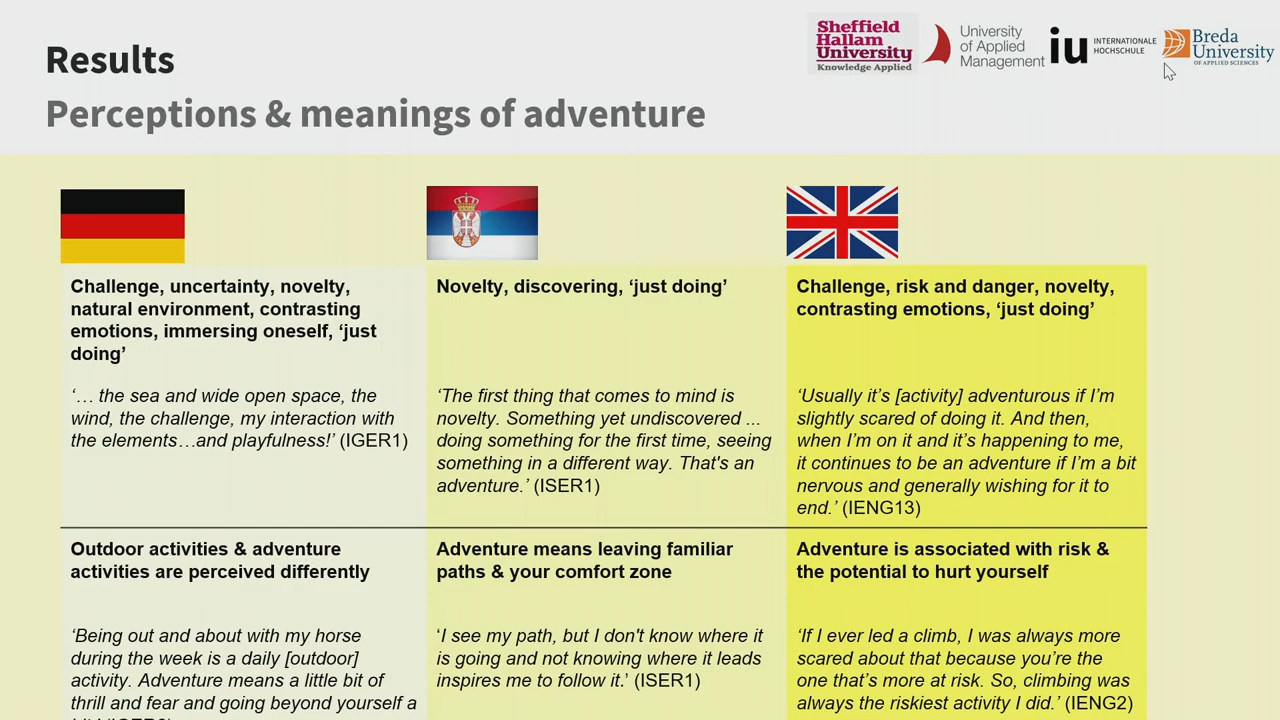 Results
Perceptions & meanings of adventure
Sheffield
Hallam
University
Knowledge Applied
University
of Applied
Management
iu
INTERNATIONALE
HOCHSCHULE
Breda
University
OF APPLIED SCIENCES
Challenge, uncertainty, novelty,
natural environment, contrasting
emotions, immersing oneself, ‘just
doing’
‘… the sea and wide open space, the
wind, the challenge, my interaction with
the elements…and playfulness!’ (IGER1)
Novelty, discovering, ‘just doing’
‘The first thing that comes to mind is
novelty. Something yet undiscovered ...
doing something for the first time, seeing
something in a different way. That's an
adventure.’ (ISER1)
Challenge, risk and danger, novelty,
contrasting emotions, ‘just doing’
‘Usually it’s [activity] adventurous if I’m
slightly scared of doing it. And then,
when I’m on it and it’s happening to me,
it continues to be an adventure if I’m a bit
nervous and generally wishing for it to
end.’ (IENG13)
Outdoor activities & adventure
activities are perceived differently
‘Being out and about with my horse
during the week is a daily [outdoor]
activity. Adventure means a little bit of
thrill and fear and going beyond yourself a
Adventure means leaving familiar
paths & your comfort zone
‘I see my path, but I don't know where it
is going and not knowing where it leads
inspires me to follow it.’ (ISER1)
Adventure is associated with risk &
the potential to hurt yourself
‘If I ever led a climb, I was always more
scared about that because you’re the
one that’s more at risk. So, climbing was
always the riskiest activity I did.’ (IENG2)